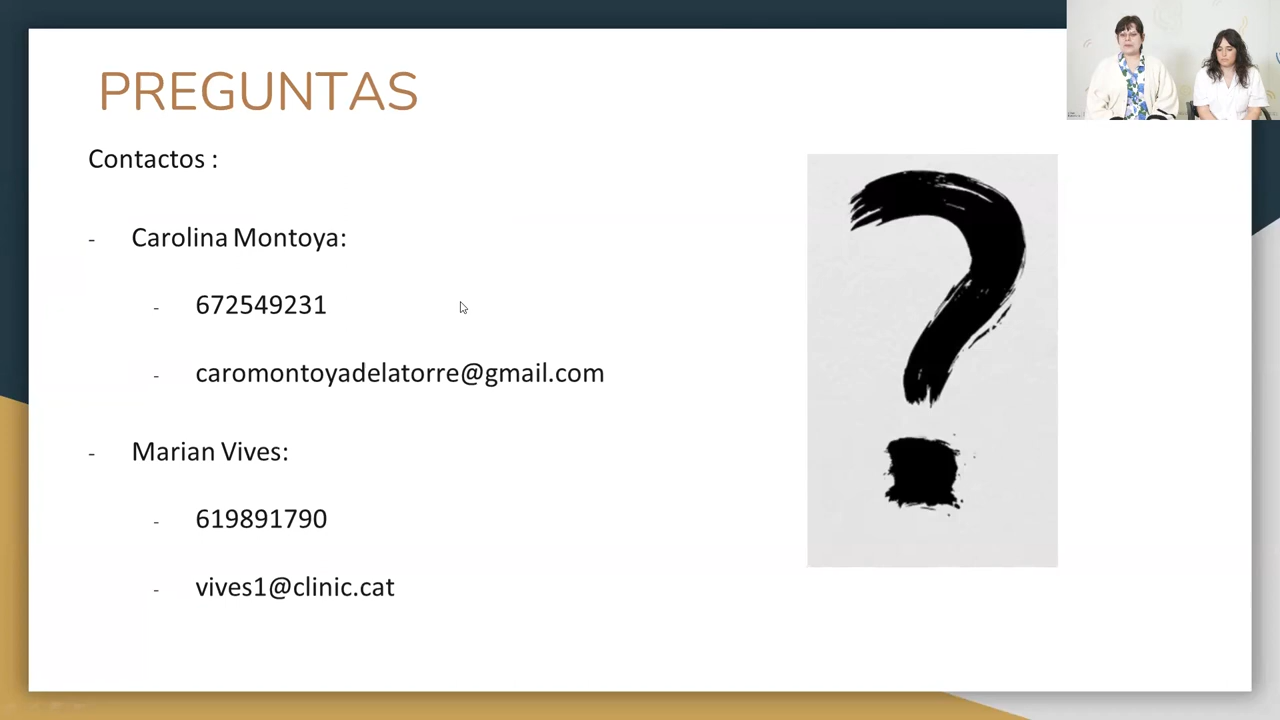 PREGUNTAS
Contactos :
- Carolina Montoya:
- 672549231
- caromontoyadelatorre@gmail.com
- Marian Vives:
- 619891790
- vives1@clinic.cat